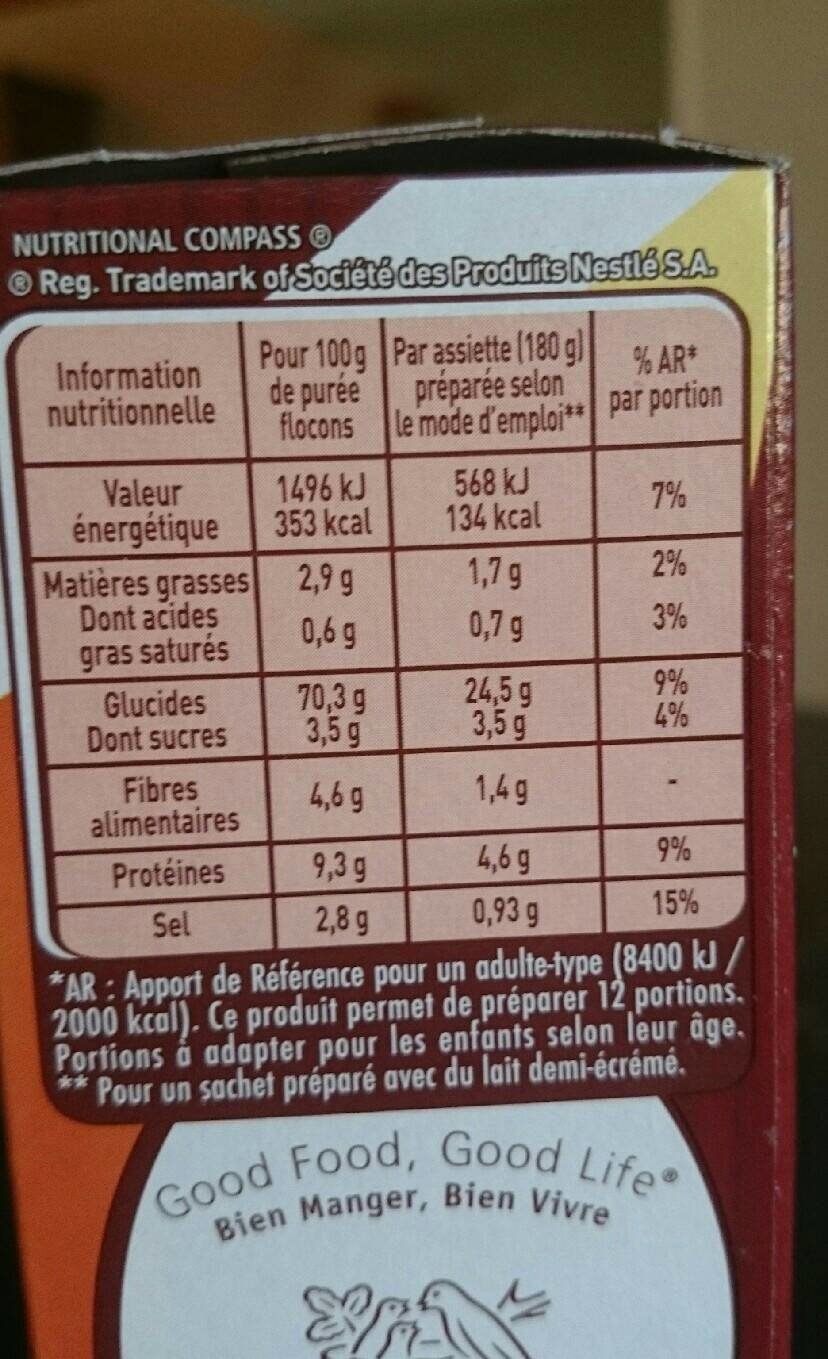 NUTRITIONAL COMPASS ®
® Reg. Trademark of Société des Produits Nestlé S.A.
Information nutritionnelle | Pour 100g de purée flocons | Par assiette (180 g) préparée selon le mode d'emploi** | % AR* par portion
Valeur énergétique | 1496 kJ 353 kcal | 568 kJ 134 kcal | 7%
Matières grasses | 2,9 g | 1,7 g | 2%
Dont acides gras saturés | 0,6 g | 0,7 g | 3%
Glucides | 70,3 g | 24,5 g | 9%
Dont sucres | 3,5 g | 3,5 g | 4%
Fibres alimentaires | 4,6 g | 1,4 g | -
Protéines | 9,3 g | 4,6 g | 9%
Sel | 2,8 g | 0,93 g | 15%
*AR : Apport de Référence pour un adulte-type (8400 kJ /
2000 kcal). Ce produit permet de préparer 12 portions.
Portions à adapter pour les enfants selon leur âge.
** Pour un sachet préparé avec du lait demi-écrémé.
Good Food, Good Life®
Bien Manger, Bien Vivre